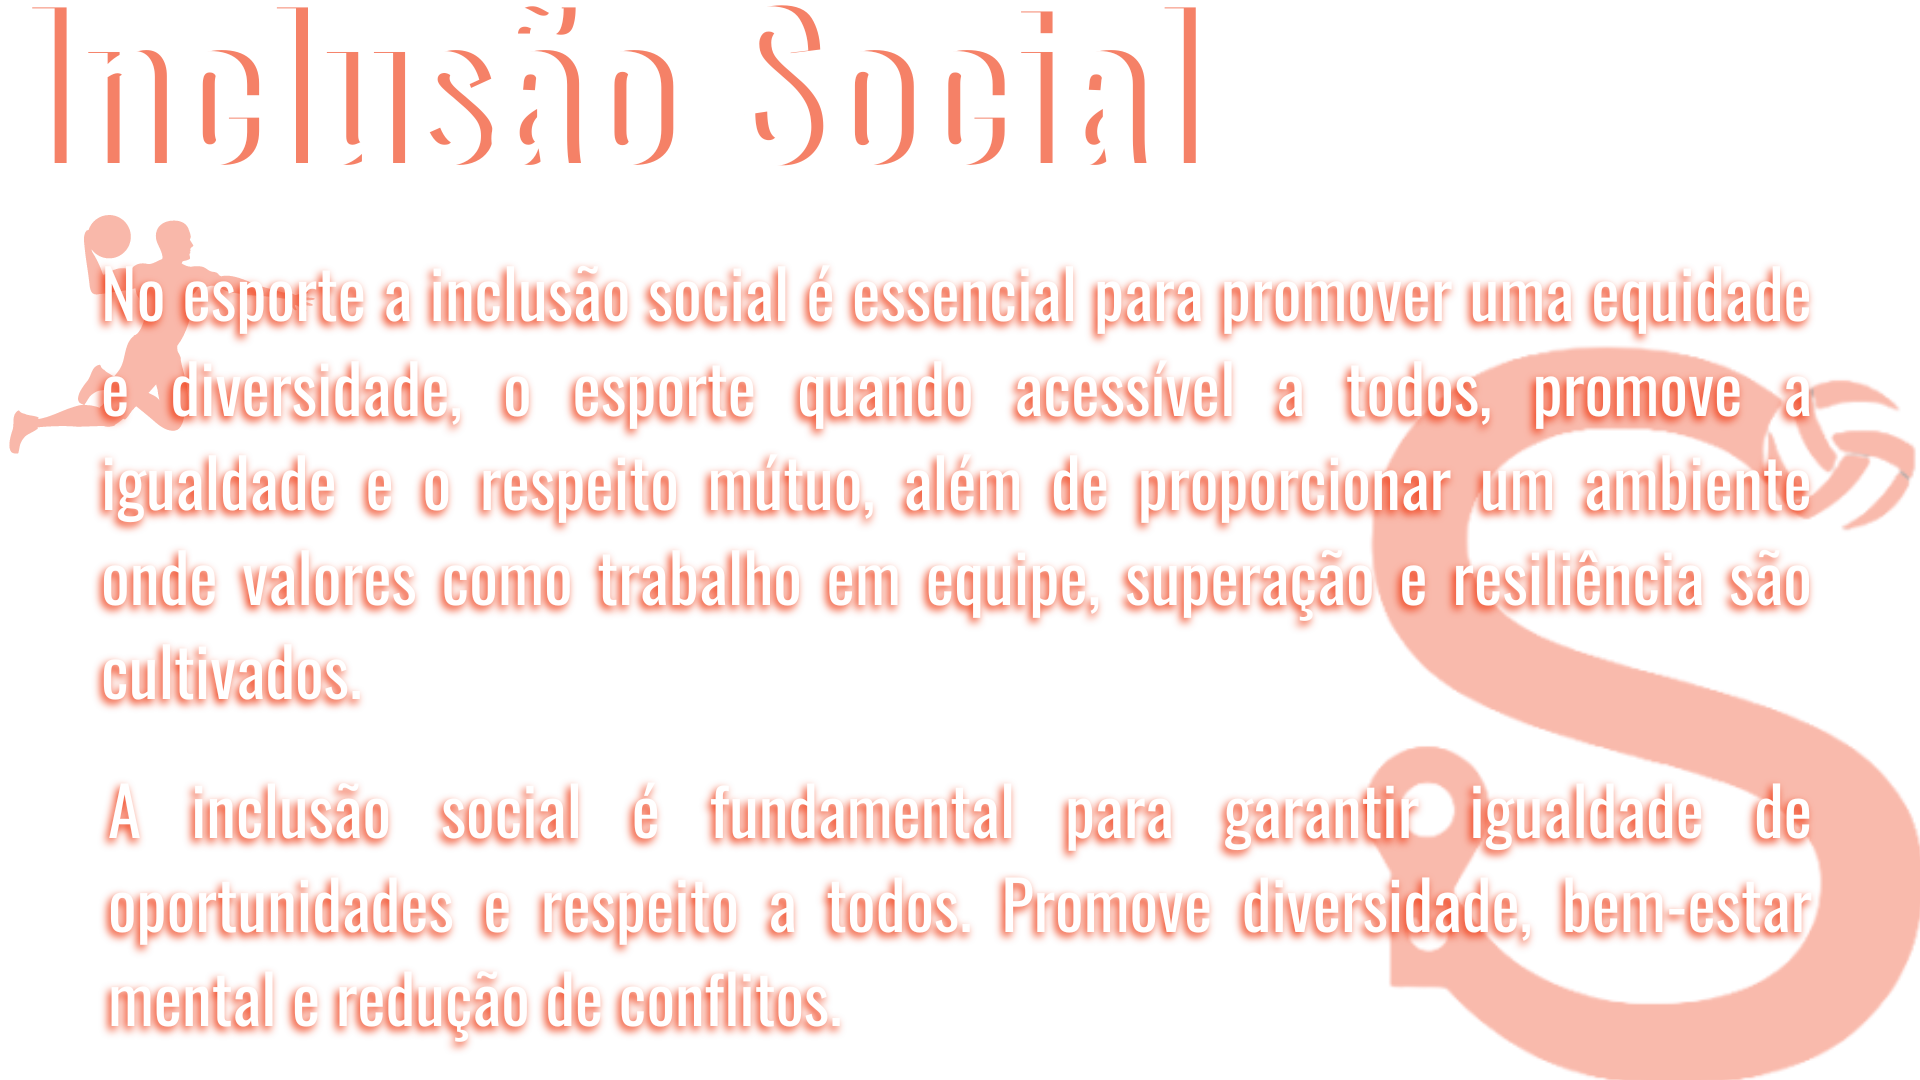 Inclusão Social
No esporte a inclusão social é essencial para promover uma equidade
e diversidade, o esporte quando acessível a todos, promove a
igualdade e o respeito mútuo, além de proporcionar um ambiente
onde valores como trabalho em equipe, superação e resiliência são
cultivados.
A inclusão social é fundamental para garantir igualdade de
oportunidades e respeito a todos. Promove diversidade, bem-estar
mental e redução de conflitos.